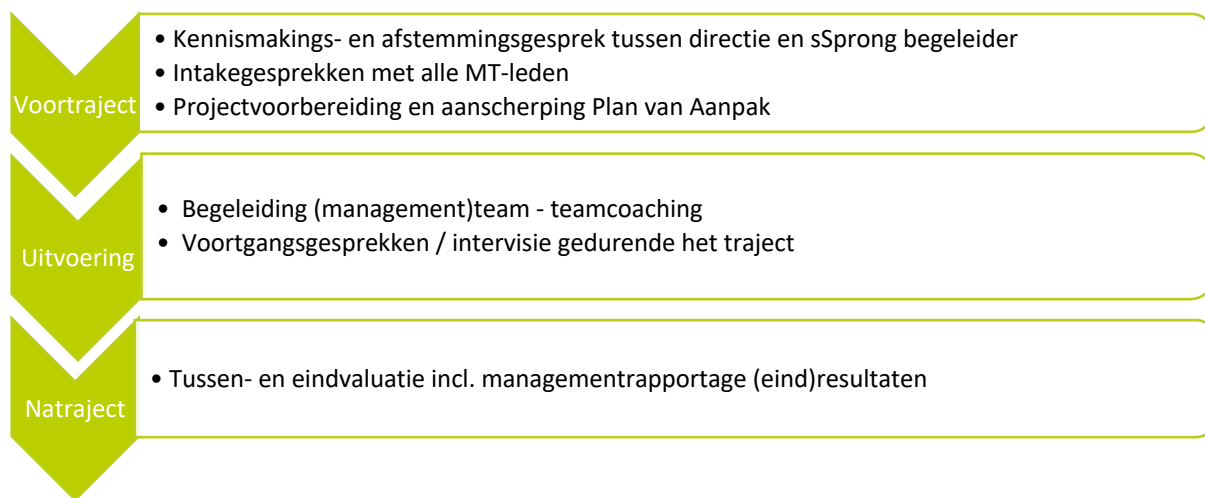 Voortraject
• Kennismakings- en afstemmingsgesprek tussen directie en sSprong begeleider
• Intakegesprekken met alle MT-leden
• Projectvoorbereiding en aanscherping Plan van Aanpak
Uitvoering
• Begeleiding (management)team - teamcoaching
• Voortgangsgesprekken / intervisie gedurende het traject
Natraject
• Tussen- en eindvaluatie incl. managementrapportage (eind)resultaten